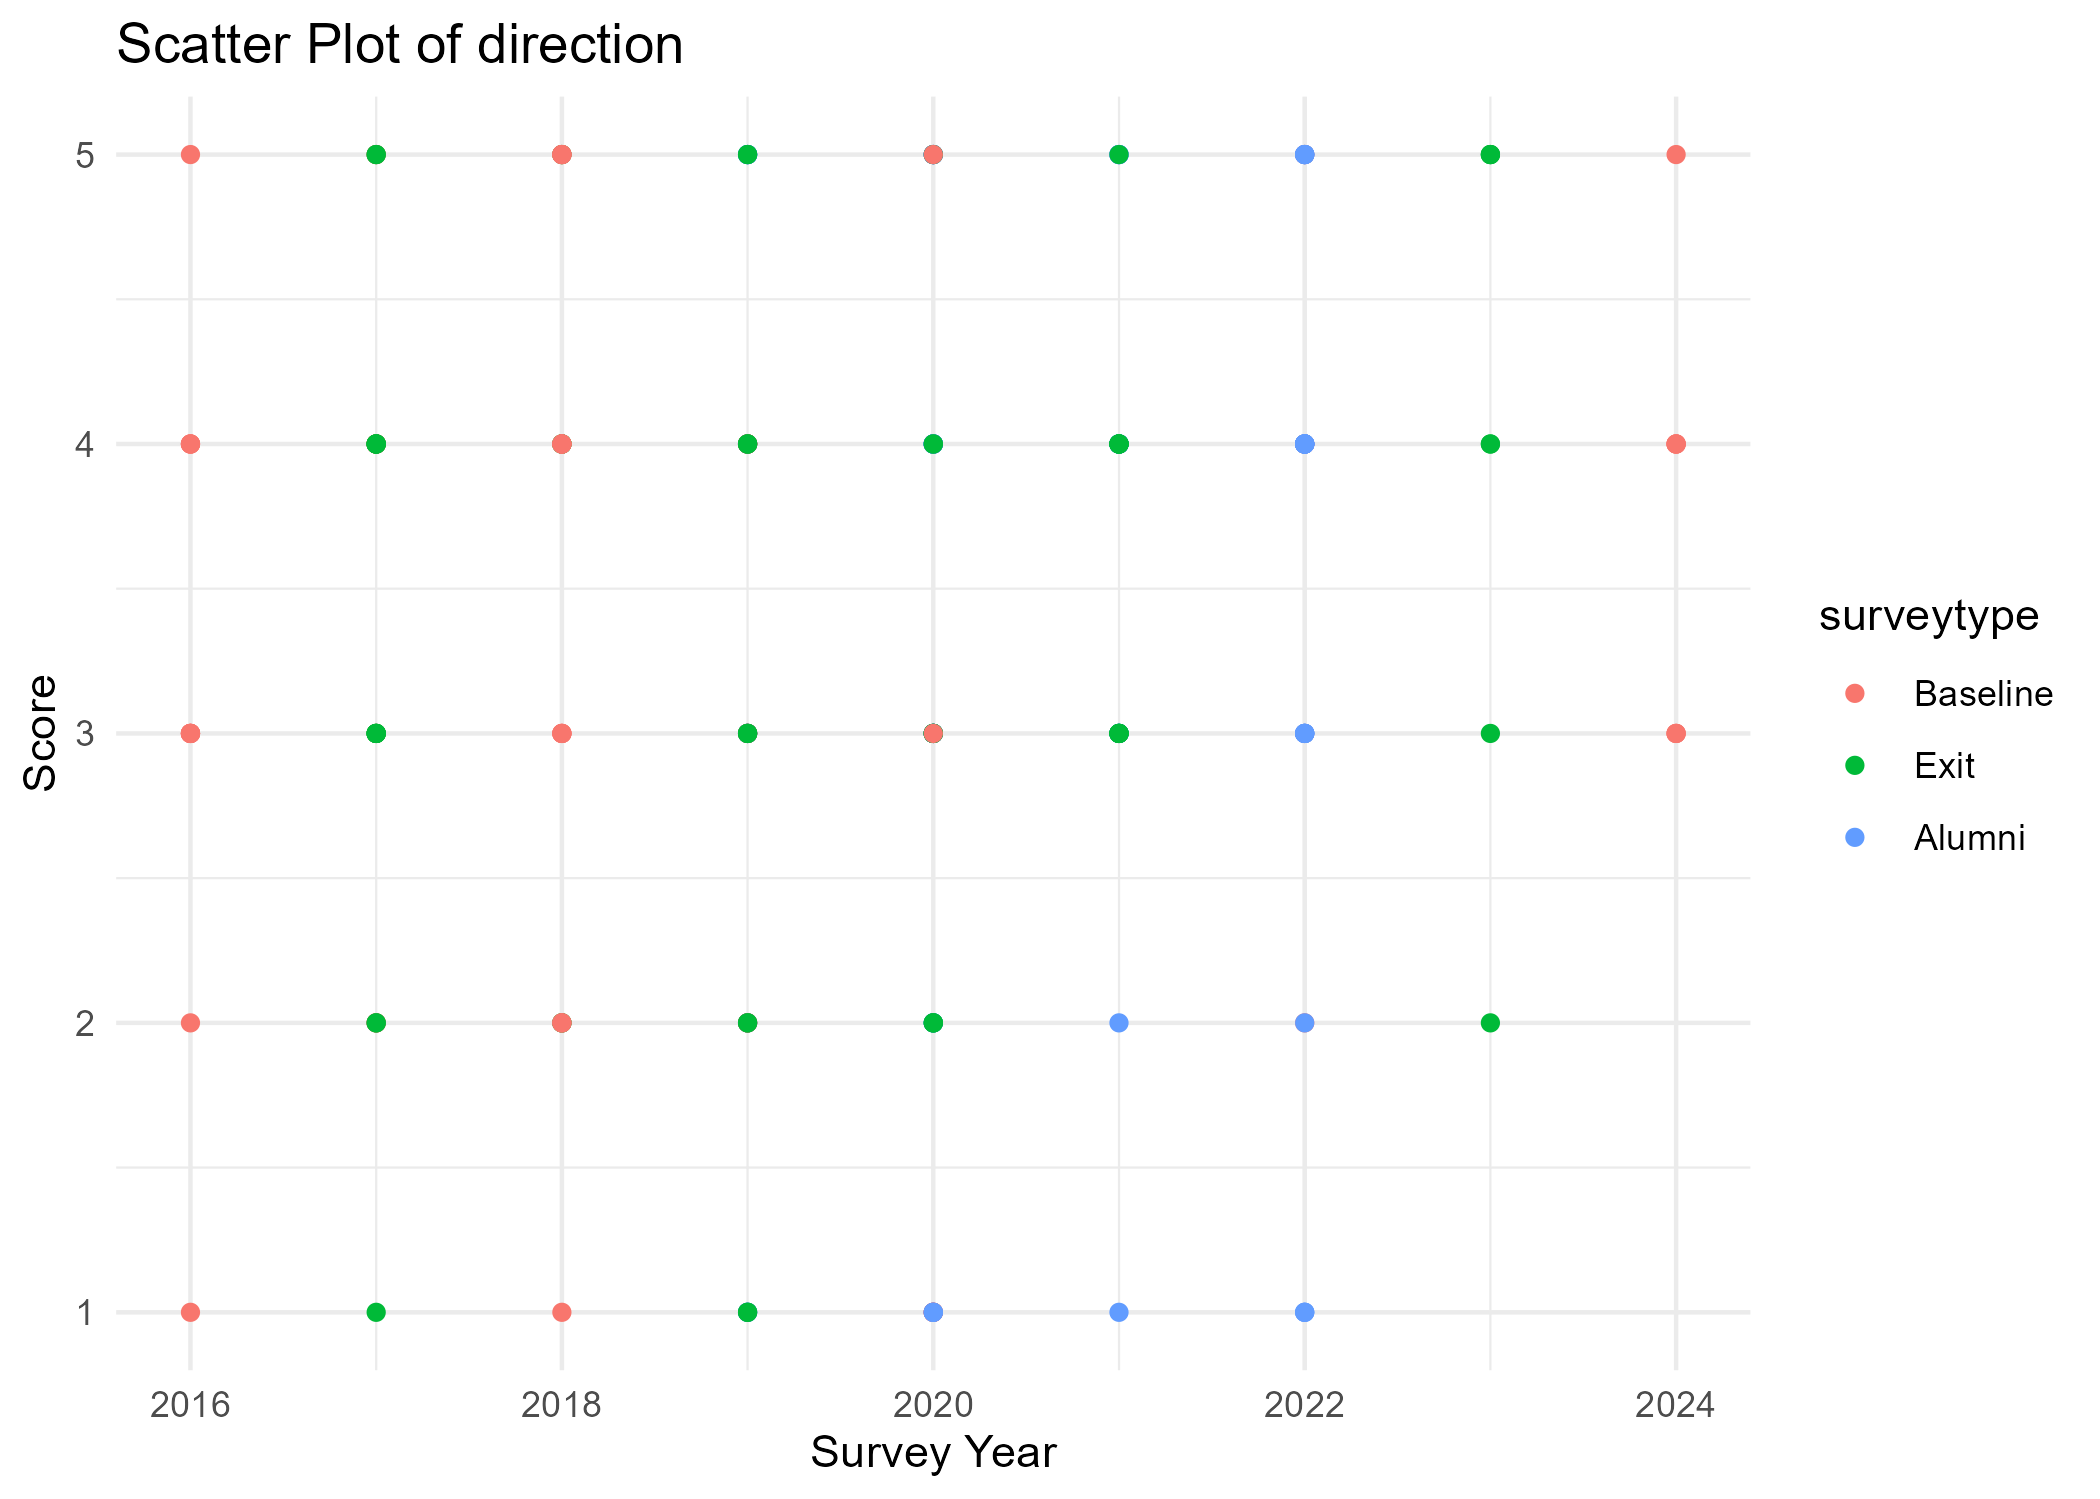 Scatter Plot of direction
5
4
3
2
1
Score
2016
2018
2020
2022
2024
Survey Year
surveytype
Baseline
Exit
Alumni